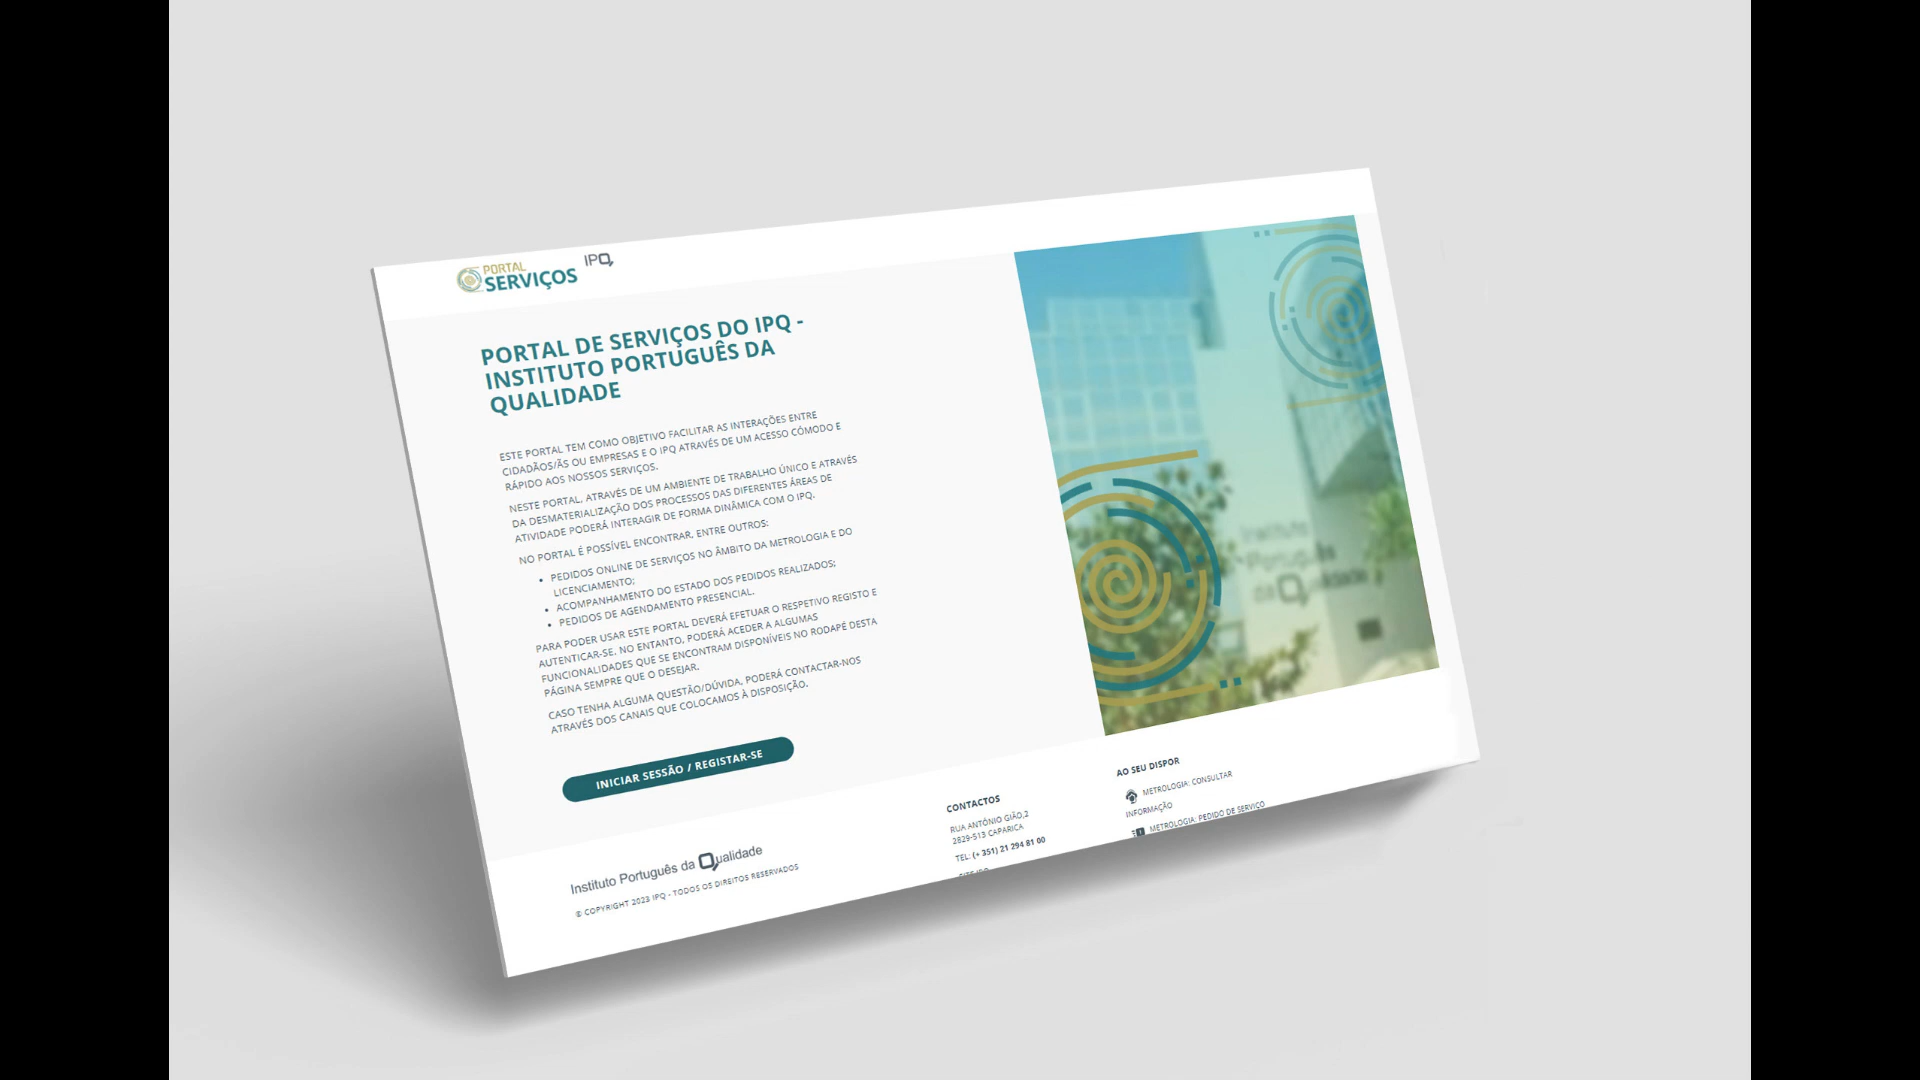 PORTAL
SERVIÇOS
IPQ
PORTAL DE SERVIÇOS DO IPQ -
INSTITUTO PORTUGUÊS DA
QUALIDADE
ESTE PORTAL TEM COMO OBJETIVO FACILITAR AS INTERAÇÕES ENTRE
CIDADÃOS/ÃS OU EMPRESAS E O IPQ ATRAVÉS DE UM ACESSO CÓMODO E
RÁPIDO AOS NOSSOS SERVIÇOS.
NESTE PORTAL, ATRAVÉS DE UM AMBIENTE DE TRABALHO ÚNICO E ATRAVÉS
DA DESMATERIALIZAÇÃO DOS PROCESSOS DAS DIFERENTES ÁREAS DE
ATIVIDADE PODERÁ INTERAGIR DE FORMA DINÂMICA COM O IPQ.
NO PORTAL É POSSÍVEL ENCONTRAR, ENTRE OUTROS:
• PEDIDOS ONLINE DE SERVIÇOS NO ÂMBITO DA METROLOGIA E DO
LICENCIAMENTO;
• ACOMPANHAMENTO DO ESTADO DOS PEDIDOS REALIZADOS;
• PEDIDOS DE AGENDAMENTO PRESENCIAL.
PARA PODER USAR ESTE PORTAL DEVERÁ EFETUAR O RESPETIVO REGISTO E
AUTENTICAR-SE. NO ENTANTO, PODERÁ ACEDER A ALGUMAS
FUNCIONALIDADES QUE SE ENCONTRAM DISPONÍVEIS NO RODAPÉ DESTA
PÁGINA SEMPRE QUE O DESEJAR.
CASO TENHA ALGUMA QUESTÃO/DÚVIDA, PODERÁ CONTACTAR-NOS
ATRAVÉS DOS CANAIS QUE COLOCAMOS À DISPOSIÇÃO.
INICIAR SESSÃO / REGISTAR-SE
Instituto
Português
da Qualidade
Instituto Português da Qualidade
© COPYRIGHT 2023 IPQ - TODOS OS DIREITOS RESERVADOS
CONTACTOS
RUA ANTÓNIO GIÃO,2
2829-513 CAPARICA
TEL: (+ 351) 21 294 81 00
AO SEU DISPOR
METROLOGIA: CONSULTAR
INFORMAÇÃO
METROLOGIA: PEDIDO DE SERVIÇO